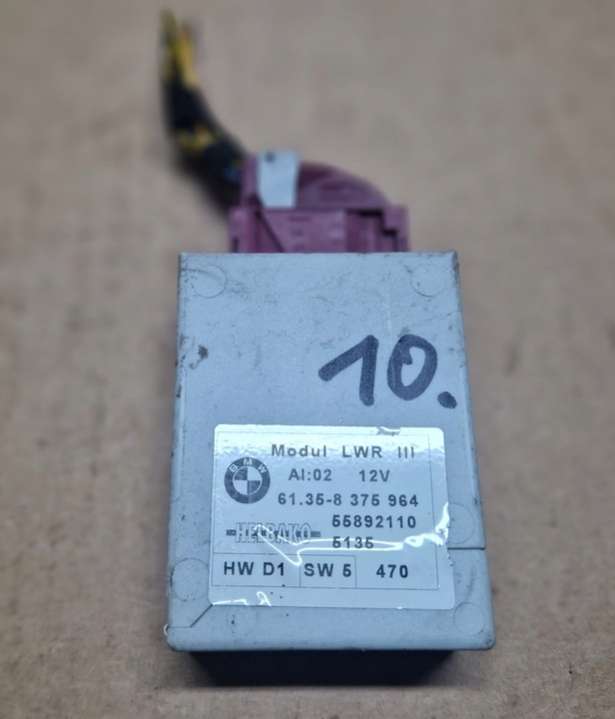 10.
Modul LWR III
BMW
AI:02 12V
61.35-8 375 964
55892110
HELBAKO
5135
HW D1 SW 5 470